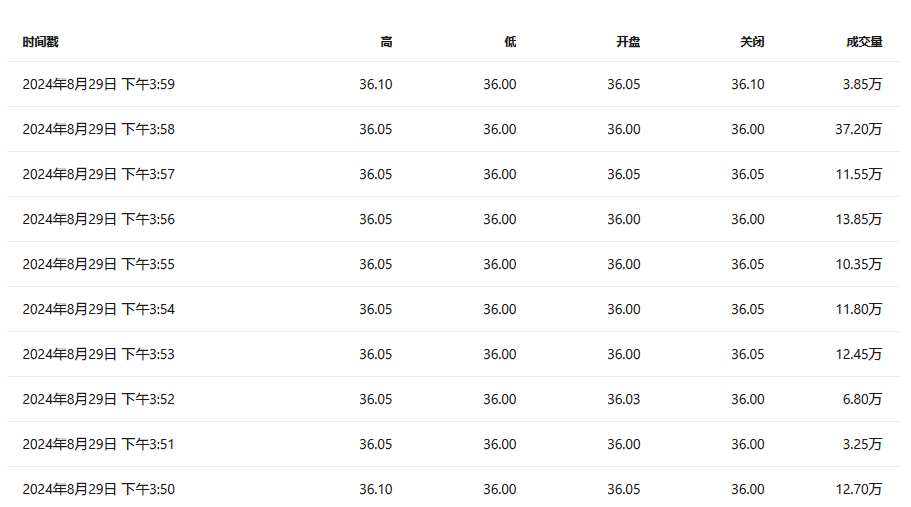 时间戳 高 低 开盘 关闭 成交量
2024年8月29日 下午3:59 36.10 36.00 36.05 36.10 3.85万
2024年8月29日 下午3:58 36.05 36.00 36.00 36.00 37.20万
2024年8月29日 下午3:57 36.05 36.00 36.05 36.05 11.55万
2024年8月29日 下午3:56 36.05 36.00 36.00 36.00 13.85万
2024年8月29日 下午3:55 36.05 36.00 36.00 36.05 10.35万
2024年8月29日 下午3:54 36.05 36.00 36.00 36.05 11.80万
2024年8月29日 下午3:53 36.05 36.00 36.00 36.05 12.45万
2024年8月29日 下午3:52 36.05 36.00 36.03 36.00 6.80万
2024年8月29日 下午3:51 36.05 36.00 36.00 36.00 3.25万
2024年8月29日 下午3:50 36.10 36.00 36.05 36.00 12.70万